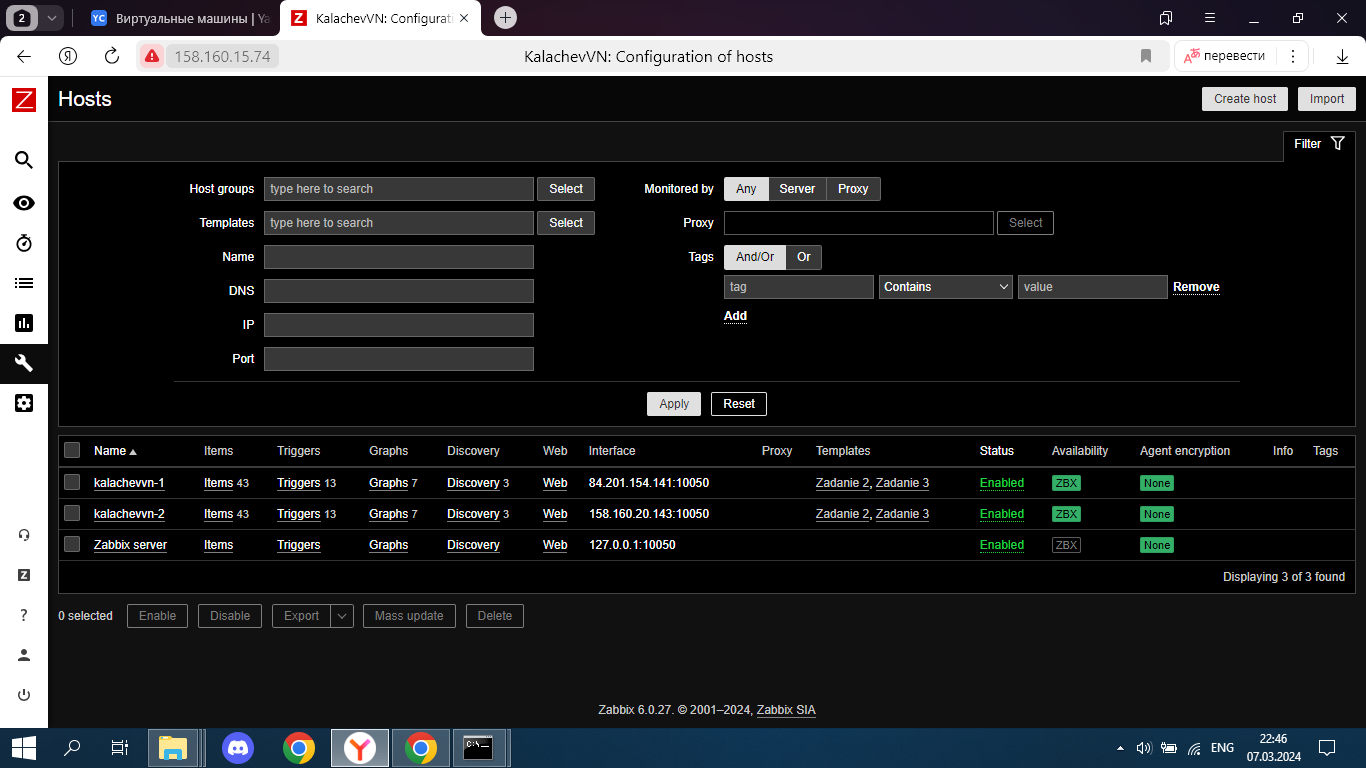 2
YC Виртуальные машины | Ya
Z KalachevVN: Configurati
Я 158.160.15.74 KalachevVN: Configuration of hosts перевести
Z
Hosts Create host Import
Filter
Host groups type here to search Select Monitored by Any Server Proxy
Templates type here to search Select Proxy Select
Name Tags And/Or Or
DNS tag Contains value Remove
IP Add
Port
Apply Reset
Name Items Triggers Graphs Discovery Web Interface Proxy Templates Status Availability Agent encryption Info Tags
kalachevvn-1 Items 43 Triggers 13 Graphs 7 Discovery 3 Web 84.201.154.141:10050 Zadanie 2, Zadanie 3 Enabled ZBX None
kalachevvn-2 Items 43 Triggers 13 Graphs 7 Discovery 3 Web 158.160.20.143:10050 Zadanie 2, Zadanie 3 Enabled ZBX None
Zabbix server Items Triggers Graphs Discovery Web 127.0.0.1:10050 Enabled ZBX None
Displaying 3 of 3 found
0 selected Enable Disable Export Mass update Delete
Z
?
Zabbix 6.0.27. © 2001–2024, Zabbix SIA
Y C:\. ENG 22:46
07.03.2024